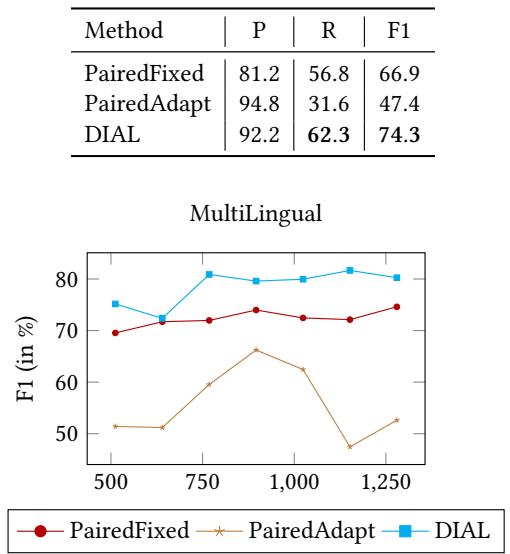 Method P R F1
PairedFixed 81.2 56.8 66.9
PairedAdapt 94.8 31.6 47.4
DIAL 92.2 62.3 74.3
MultiLingual
80
70
60
50
F1 (in %)
500 750 1,000 1,250
PairedFixed PairedAdapt DIAL